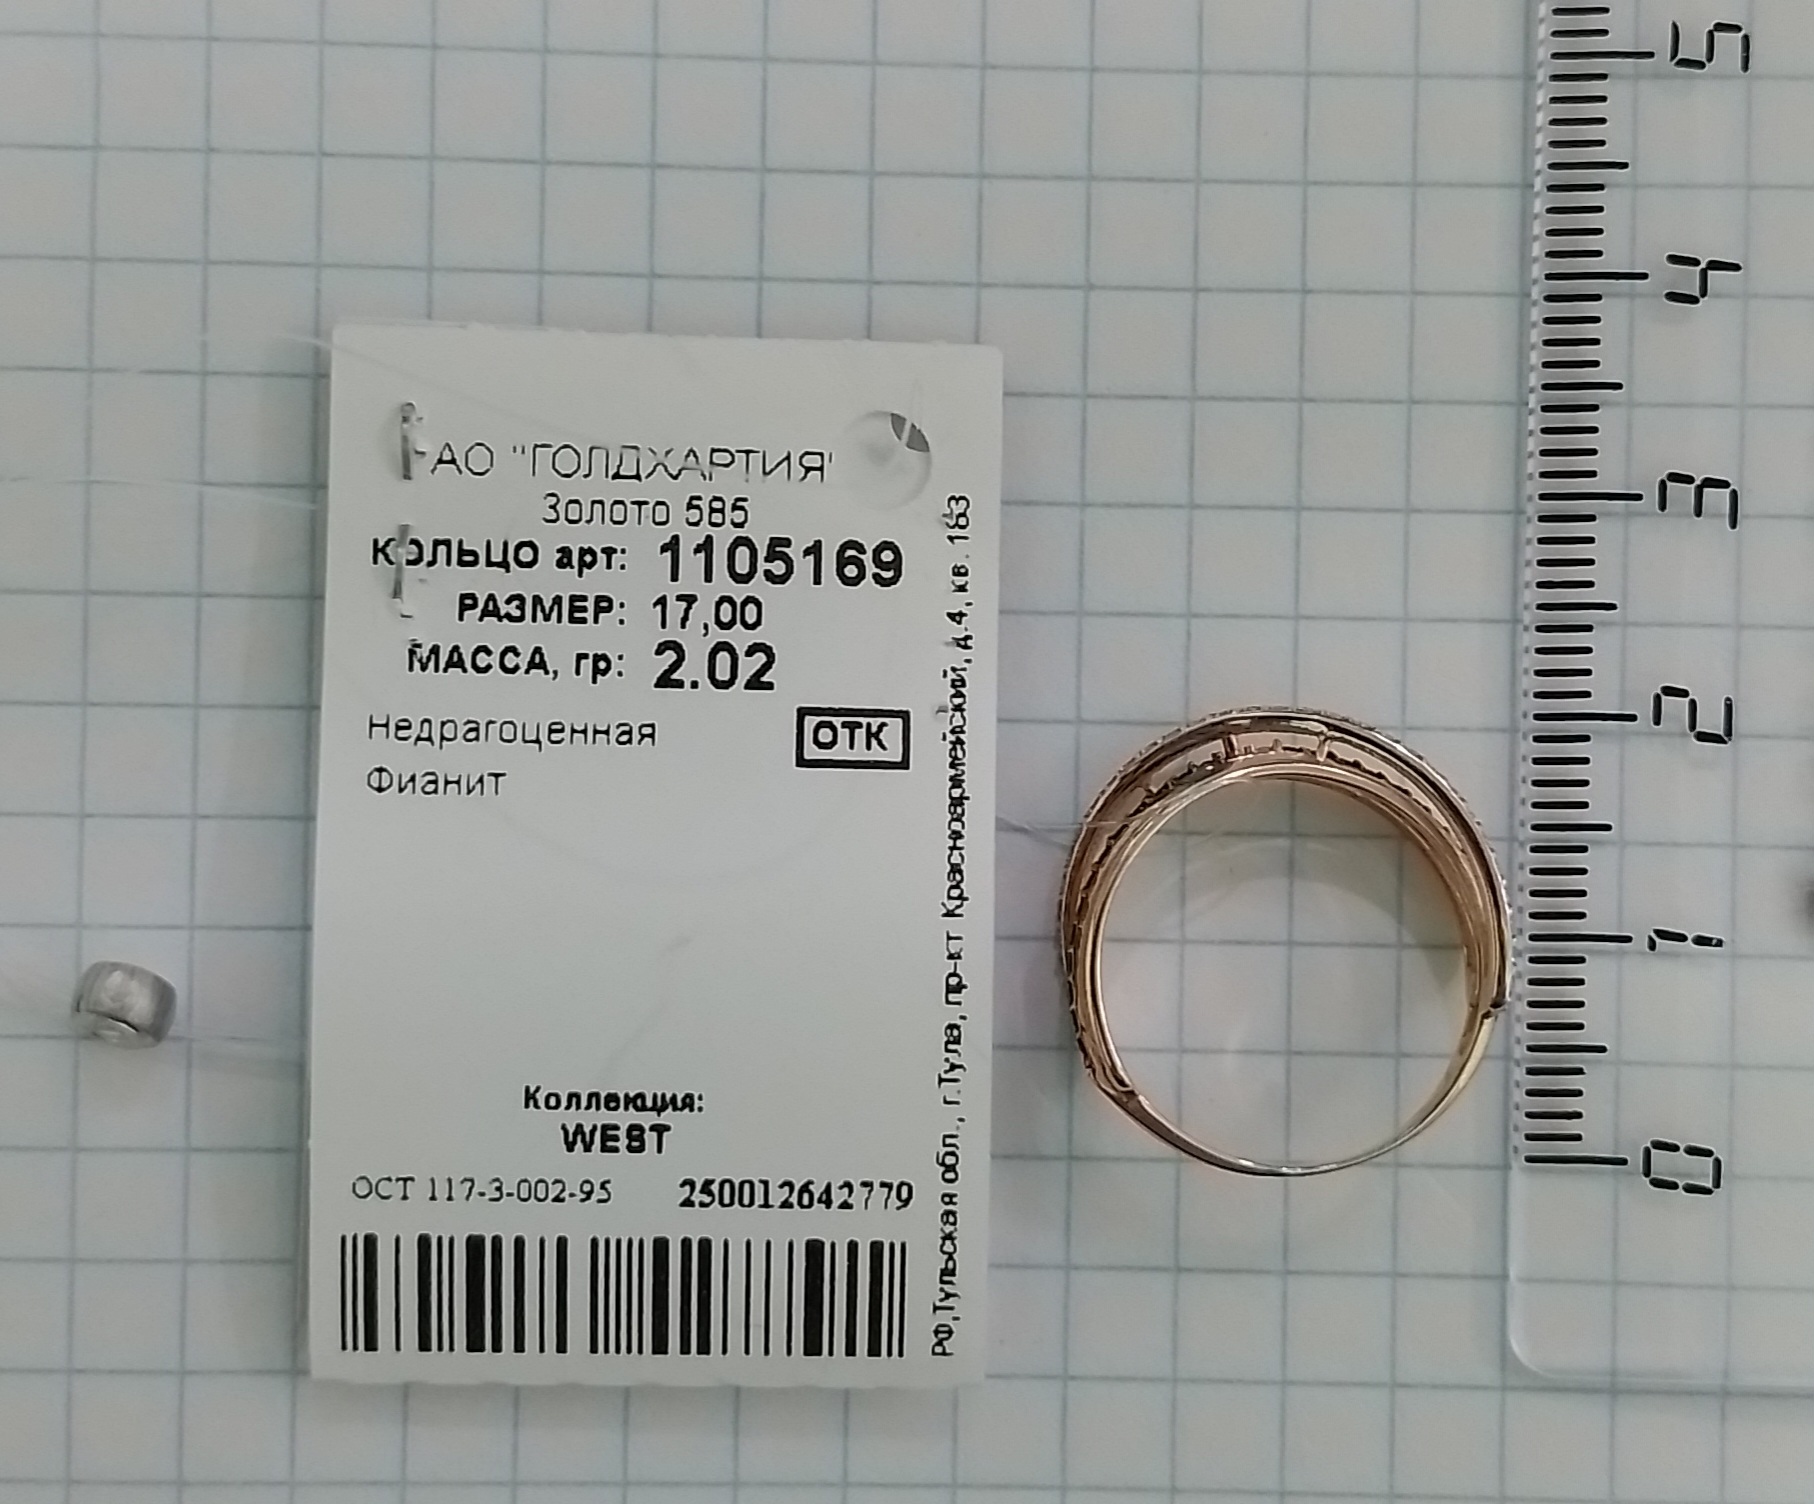 АО "ГОЛДХАРТИЯ"
Золото 585
КОЛЬЦО арт: 1105169
РАЗМЕР: 17,00
МАССА, гр: 2.02
Недрагоценная
Фианит
ОТК
Коллекция:
WEST
ОСТ 117-3-002-95 250012642779
РФ,Тульская обл., г.Тула, пр-кт Красноармейский, д.4, кв. 183
5
4
3
2
1
0